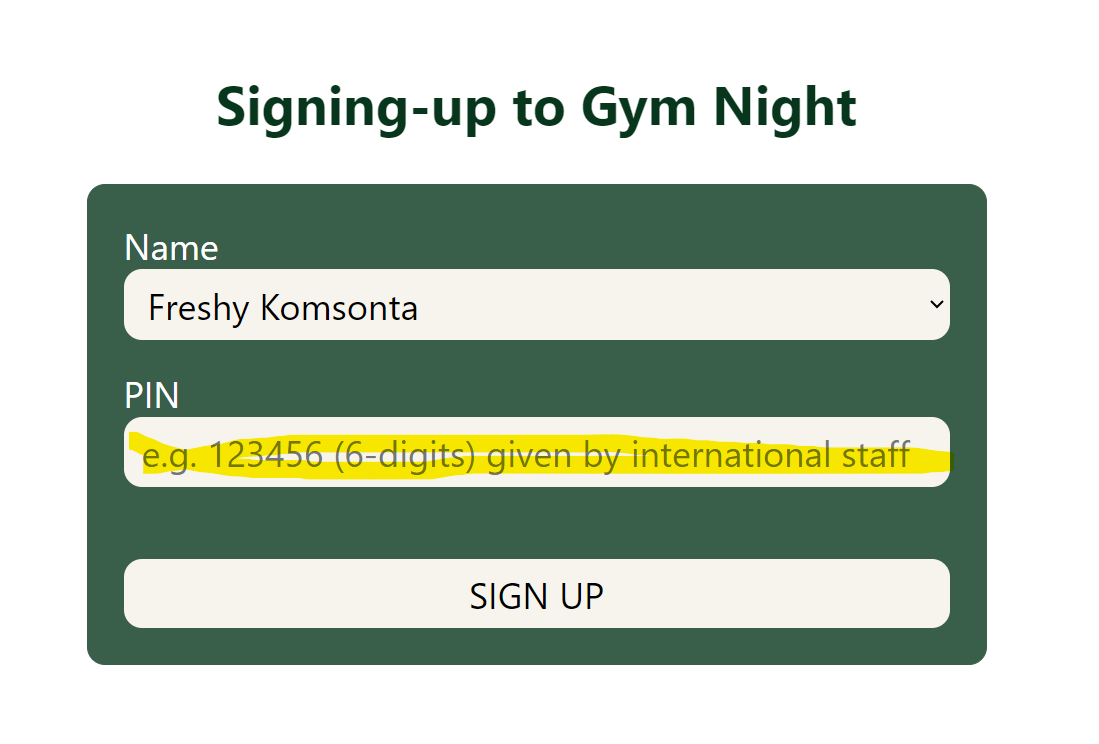 Signing-up to Gym Night
Name
Freshy Komsonta
PIN
e.g. 123456 (6-digits) given by international staff
SIGN UP